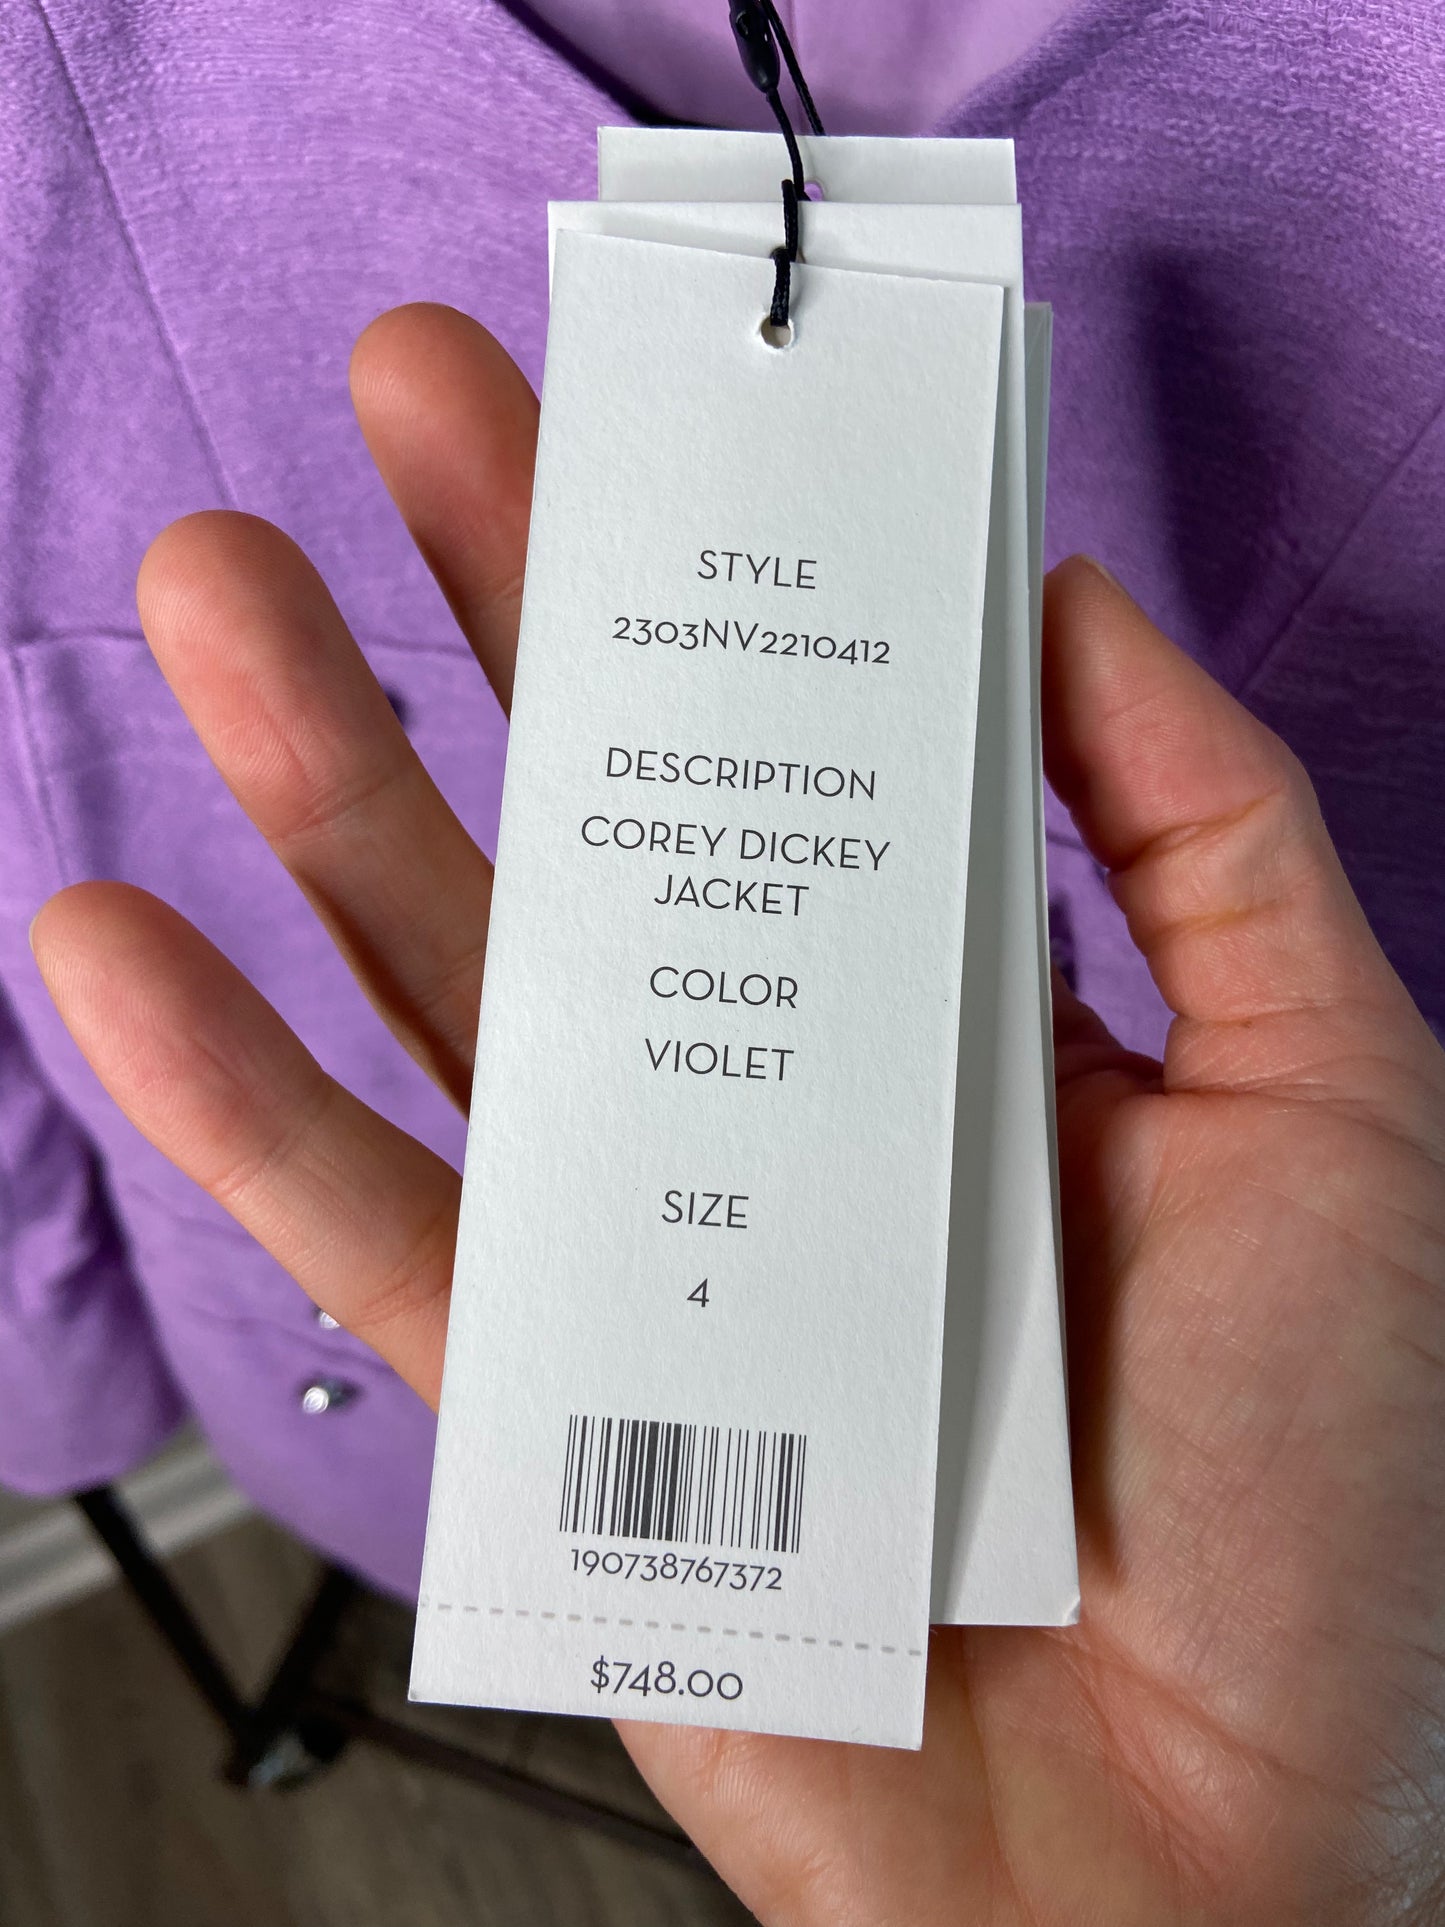 STYLE
2303NV2210412
DESCRIPTION
COREY DICKEY
JACKET
COLOR
VIOLET
SIZE
4
190738767372
$748.00